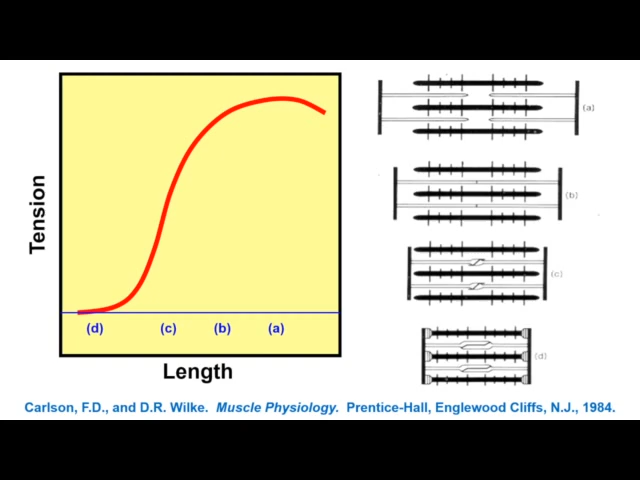 Tension
(d) (c) (b) (a)
Length
(a)
(b)
(c)
(d)
Carlson, F.D., and D.R. Wilke. Muscle Physiology. Prentice-Hall, Englewood Cliffs, N.J., 1984.